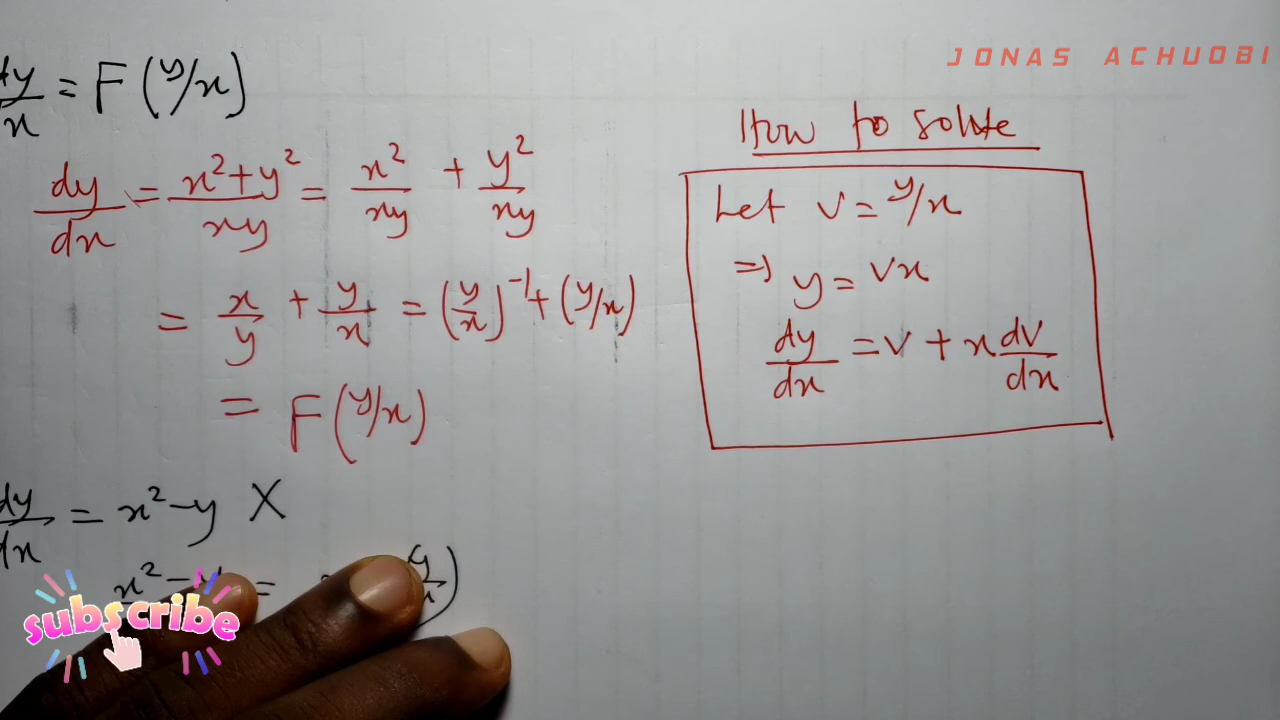 JONAS ACHUOBI
dy/x = F(y/x)
dy/dx = x²+y²/xy = x²/xy + y²/xy
= x/y + y/x = (y/x)⁻¹ + (y/x)
= F(y/x)
dy/dx = x²-y X
How to solve
Let v = y/x
⇒ y = vx
dy/dx = v + x dv/dx
subscribe